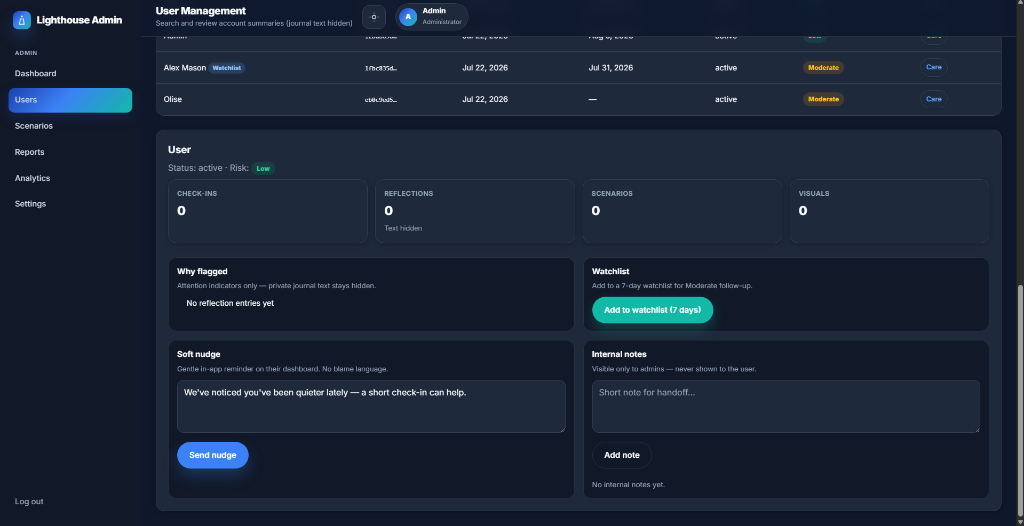 Lighthouse Admin
ADMIN
Dashboard
Users
Scenarios
Reports
Analytics
Settings
Log out
User Management
Search and review account summaries (journal text hidden)
A
Admin
Administrator
Alex Mason Watchlist Jul 22, 2026 Jul 31, 2026 active Moderate Care
Olise Jul 22, 2026 — active Moderate Care
User
Status: active · Risk: Low
CHECK-INS
0
REFLECTIONS
0
Text hidden
SCENARIOS
0
VISUALS
0
Why flagged
Attention indicators only — private journal text stays hidden.
No reflection entries yet
Watchlist
Add to a 7-day watchlist for Moderate follow-up.
Add to watchlist (7 days)
Soft nudge
Gentle in-app reminder on their dashboard. No blame language.
We've noticed you've been quieter lately — a short check-in can help.
Send nudge
Internal notes
Visible only to admins — never shown to the user.
Short note for handoff...
Add note
No internal notes yet.